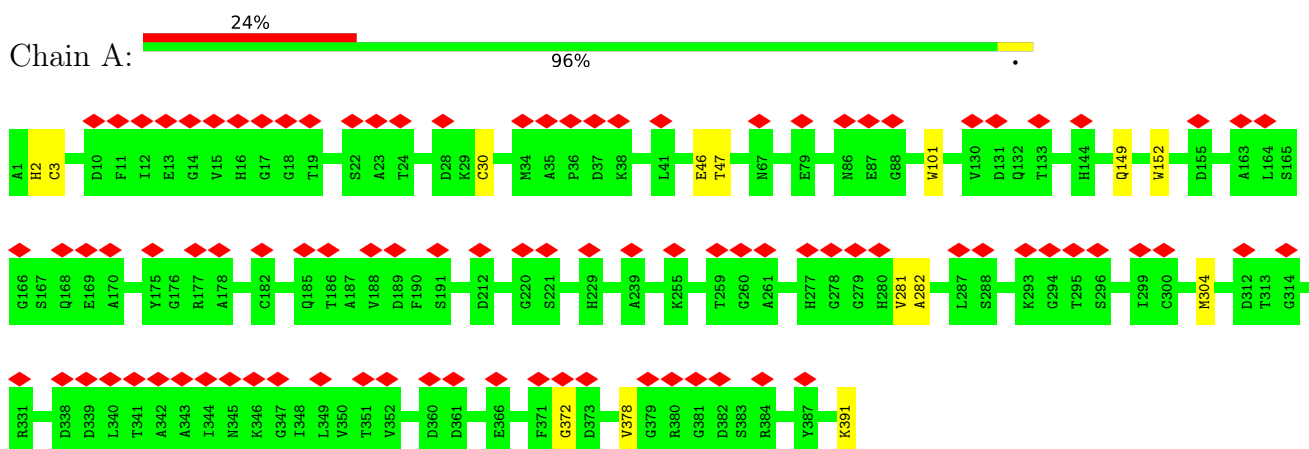 24%
Chain A:
96%
.
A1 H2 C3 D10 F11 I12 E13 G14 V15 H16 G17 G18 T19 S22 A23 T24 D28 K29 C30 M34 A35 P36 D37 K38 L41 E46 T47 N67 E79 N86 E87 G88 W101 V130 D131 Q132 T133 H144 Q149 W152 D155 A163 L164 S165
G166 S167 Q168 E169 A170 Y175 G176 R177 A178 C182 Q185 T186 A187 V188 D189 F190 S191 D212 G220 S221 H229 A239 K255 T259 G260 A261 H277 G278 G279 H280 V281 A282 L287 S288 K293 G294 T295 S296 I299 C300 M304 D312 T313 G314
R331 D338 D339 L340 T341 A342 A343 I344 N345 K346 G347 I348 L349 V350 T351 V352 D360 D361 E366 F371 G372 D373 V378 G379 R380 G381 D382 S383 R384 Y387 K391